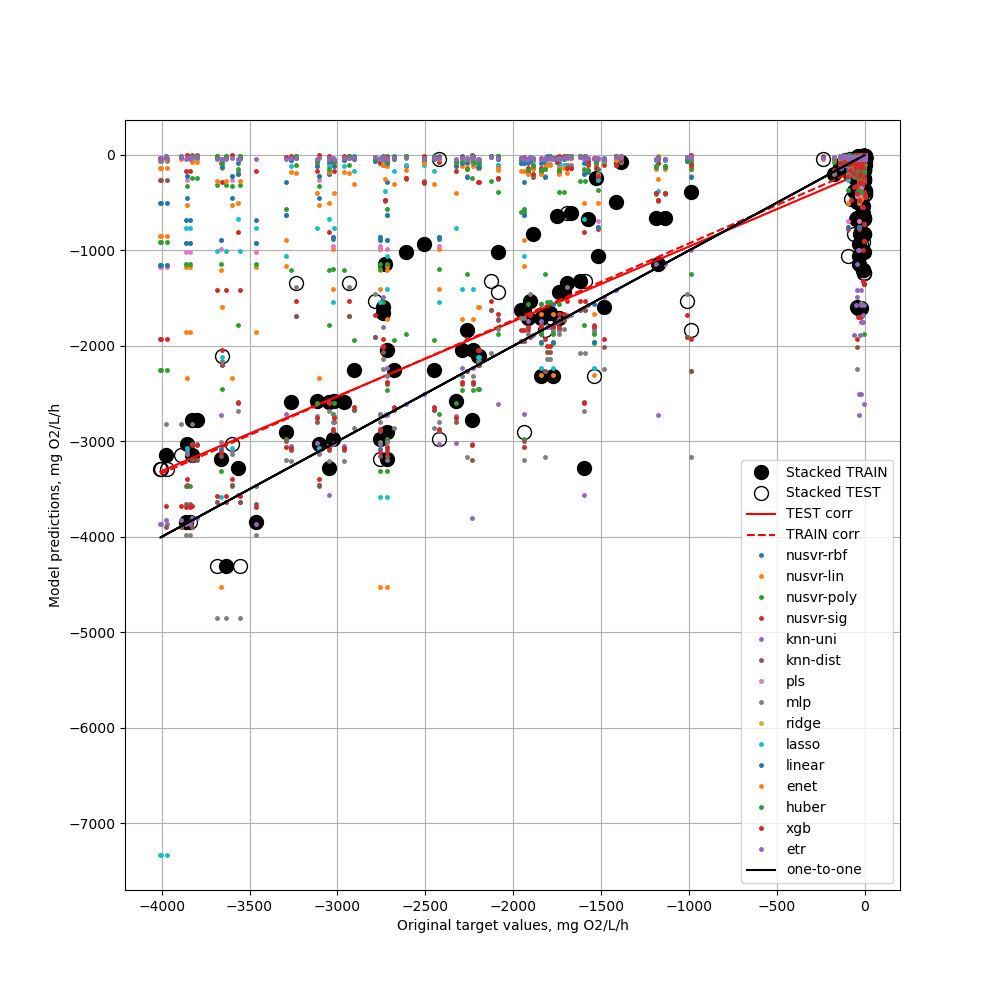 0
−1000
−2000
−3000
−4000
−5000
−6000
−7000
Model predictions, mg O2/L/h
−4000
−3500
−3000
−2500
−2000
−1500
−1000
−500
0
Original target values, mg O2/L/h
Stacked TRAIN
Stacked TEST
TEST corr
TRAIN corr
nusvr-rbf
nusvr-lin
nusvr-poly
nusvr-sig
knn-uni
knn-dist
pls
mlp
ridge
lasso
linear
enet
huber
xgb
etr
one-to-one